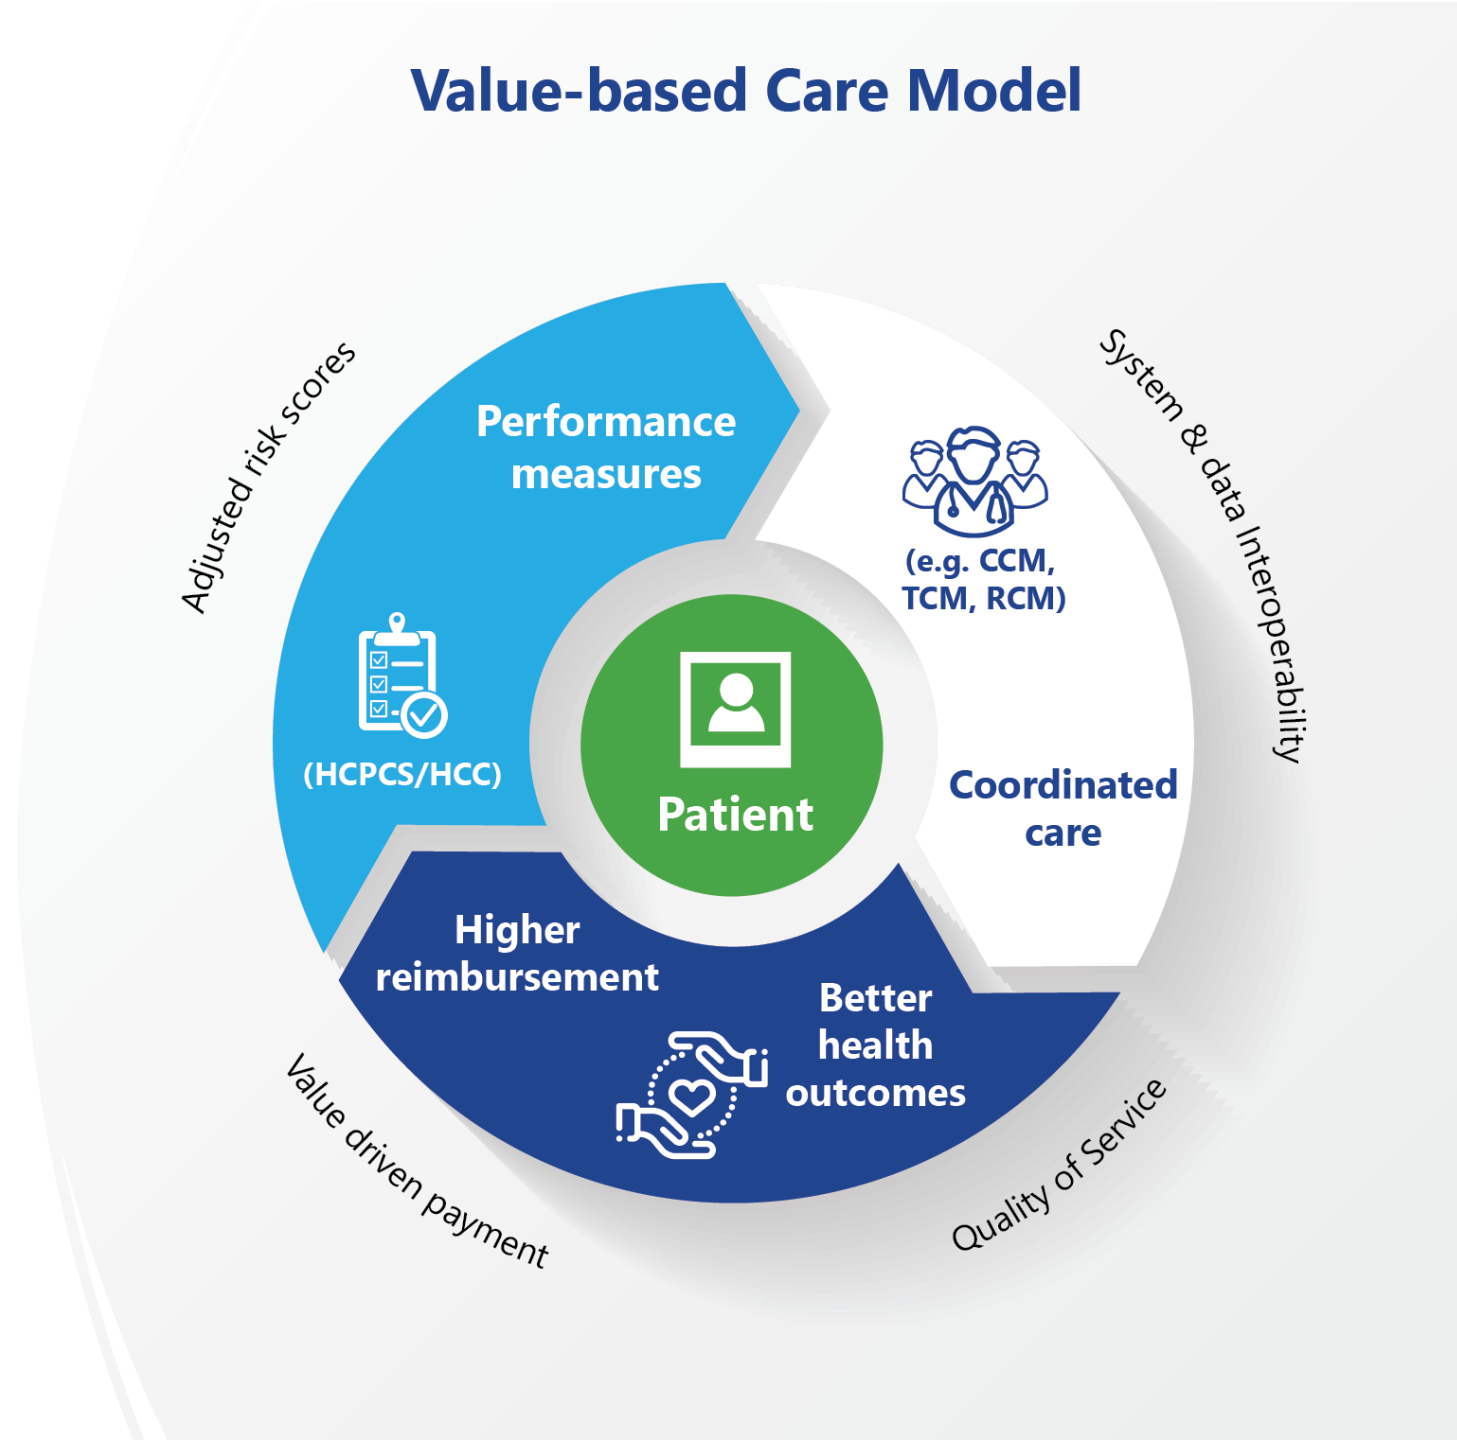 Value-based Care Model
Adjusted risk scores
System & data Interoperability
Performance
measures
(e.g. CCM,
TCM, RCM)
(HCPCS/HCC)
Patient
Coordinated
care
Higher
reimbursement
Better
health
outcomes
Value driven payment
Quality of Service